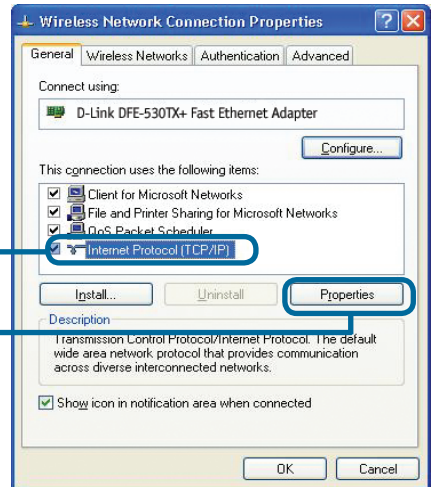 Wireless Network Connection Properties
General Wireless Networks Authentication Advanced
Connect using:
D-Link DFE-530TX+ Fast Ethernet Adapter
Configure...
This connection uses the following items:
Client for Microsoft Networks
File and Printer Sharing for Microsoft Networks
QoS Packet Scheduler
Internet Protocol (TCP/IP)
Install... Uninstall Properties
Description
Transmission Control Protocol/Internet Protocol. The default
wide area network protocol that provides communication
across diverse interconnected networks.
Show icon in notification area when connected
OK Cancel